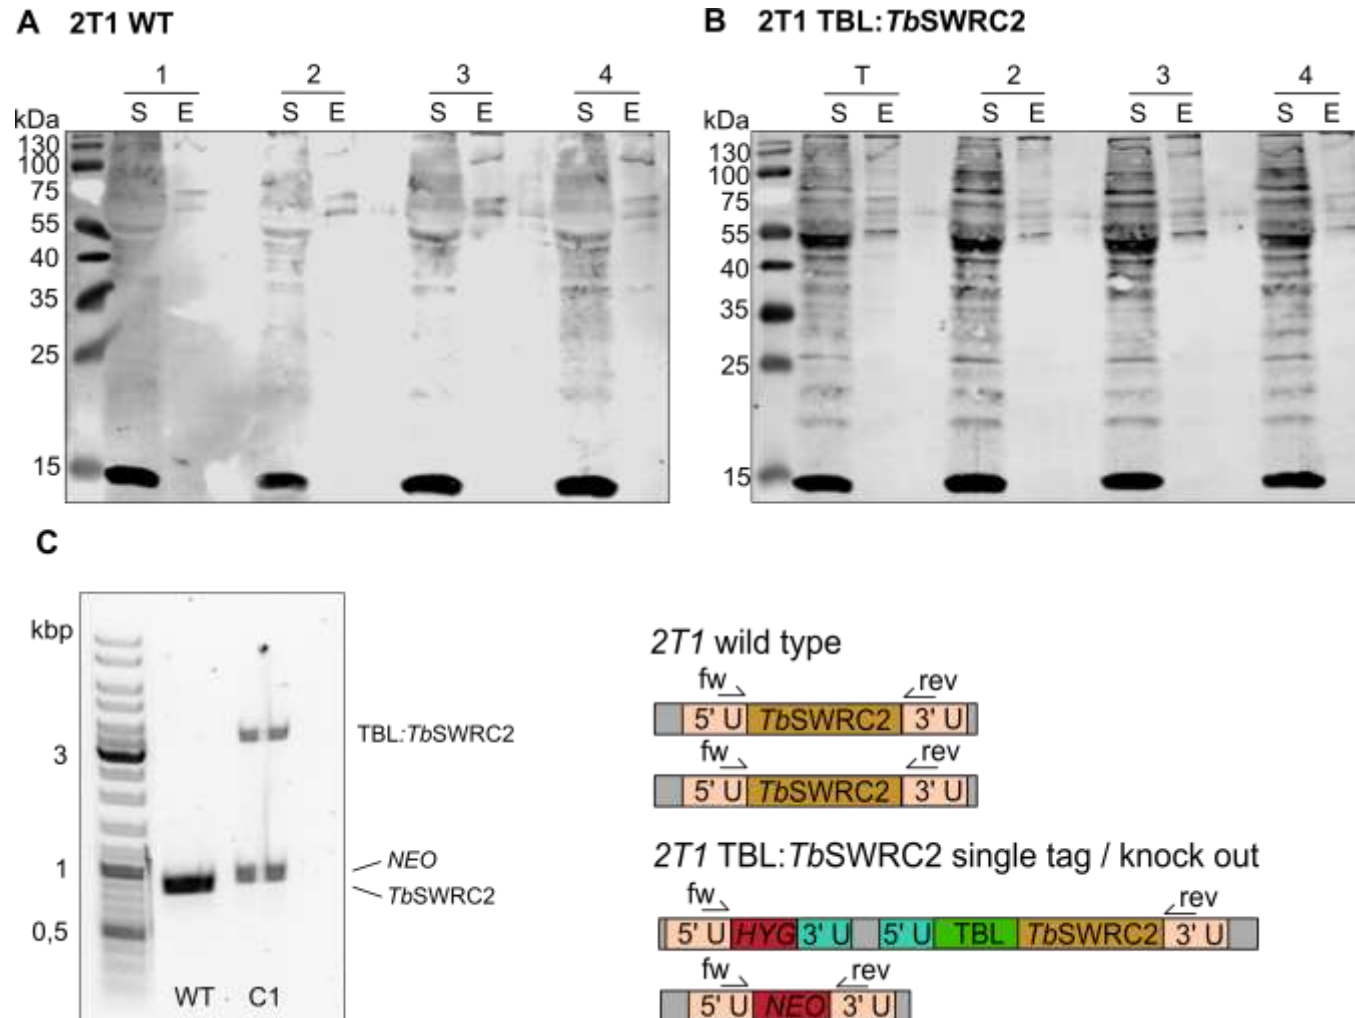 A 2T1 WT
1 2 3 4
S E S E S E S E
kDa
130
100
75
55
40
35
25
15
B 2T1 TBL:TbSWRC2
T 2 3 4
S E S E S E S E
kDa
130
100
75
55
40
35
25
15
C
kbp
3
1
0,5
TBL:TbSWRC2
NEO
TbSWRC2
WT C1
2T1 wild type
fw rev
5' U TbSWRC2 3' U
fw rev
5' U TbSWRC2 3' U
2T1 TBL:TbSWRC2 single tag / knock out
fw rev
5' U HYG 3' U 5' U TBL TbSWRC2 3' U
fw rev
5' U NEO 3' U